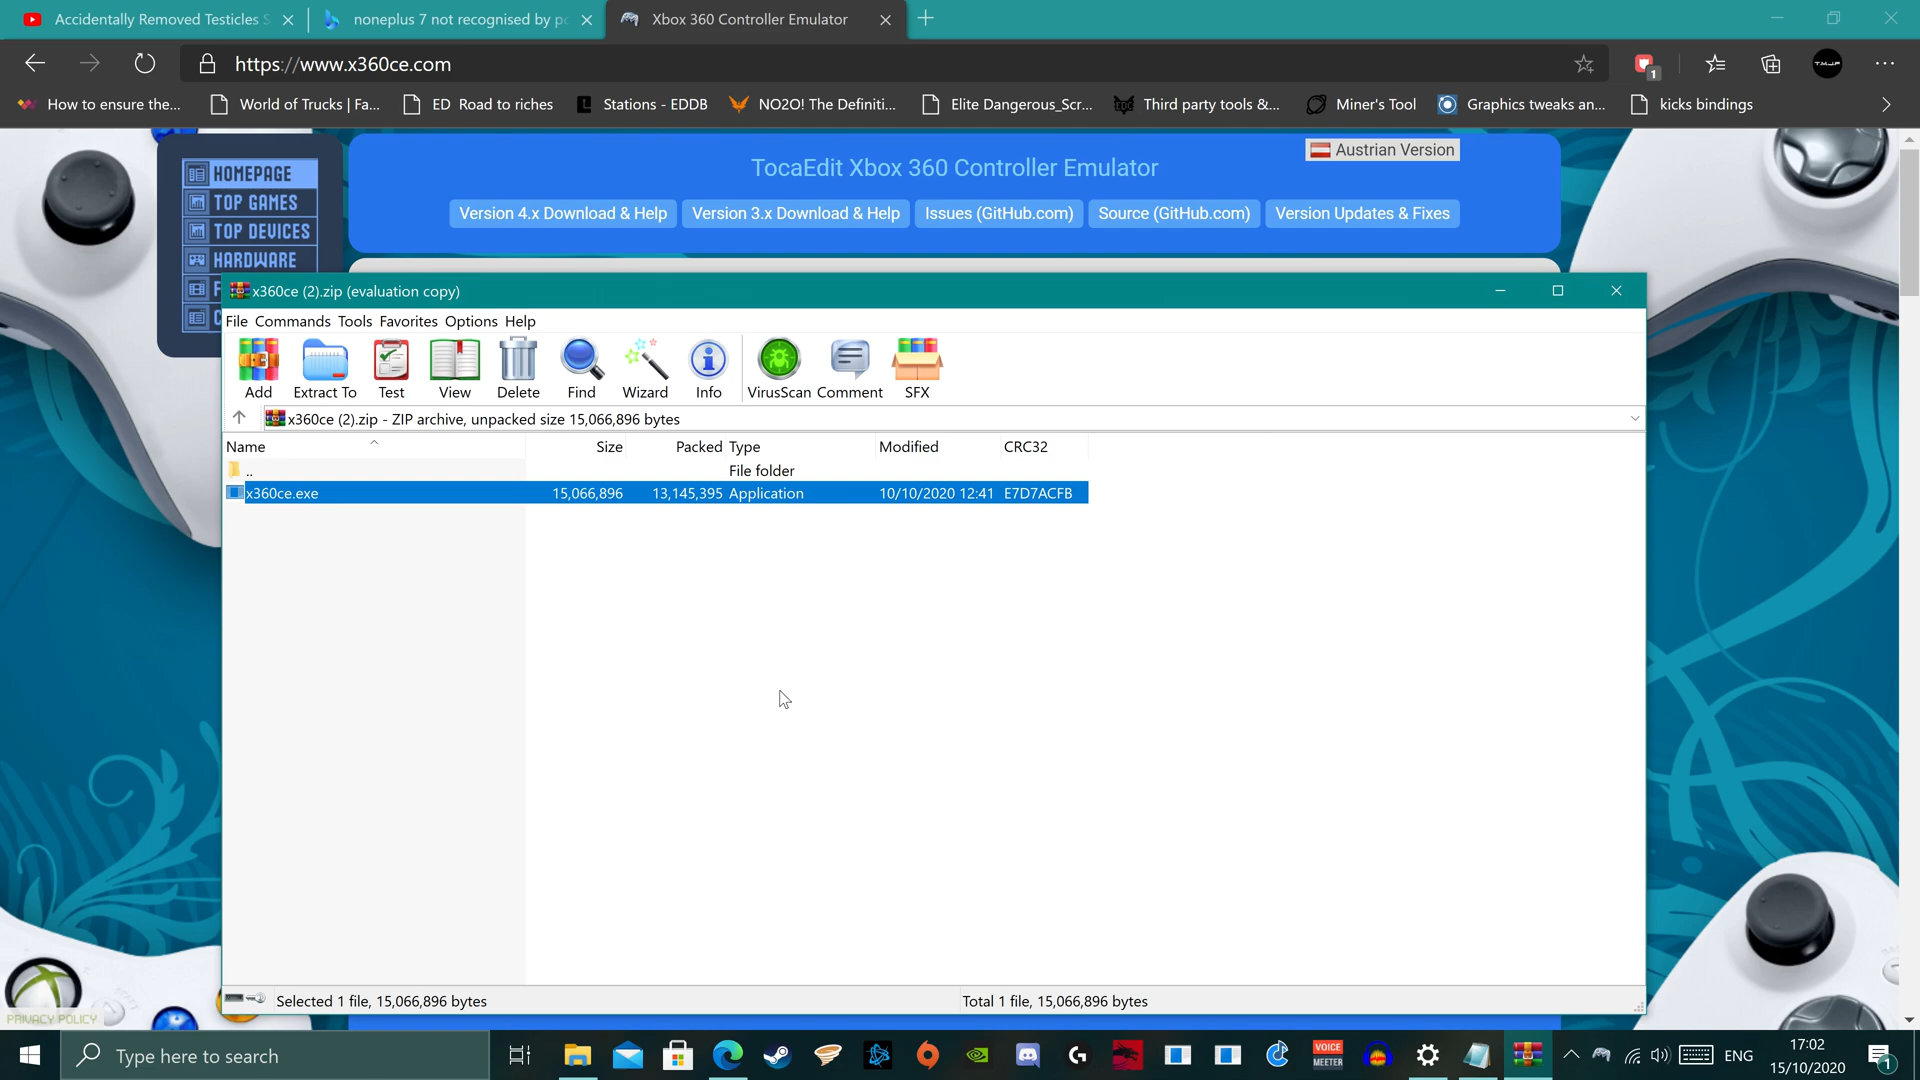 Accidentally Removed Testicles S
noneplus 7 not recognised by pc
Xbox 360 Controller Emulator
https://www.x360ce.com
1
TMJF
How to ensure the...
World of Trucks | Fa...
ED Road to riches
Stations - EDDB
NO2O! The Definiti...
Elite Dangerous_Scr...
Third party tools &...
Miner's Tool
Graphics tweaks an...
kicks bindings
HOMEPAGE
TOP GAMES
TOP DEVICES
HARDWARE
F
C
TocaEdit Xbox 360 Controller Emulator
Austrian Version
Version 4.x Download & Help
Version 3.x Download & Help
Issues (GitHub.com)
Source (GitHub.com)
Version Updates & Fixes
x360ce (2).zip (evaluation copy)
File Commands Tools Favorites Options Help
Add Extract To Test View Delete Find Wizard Info VirusScan Comment SFX
x360ce (2).zip - ZIP archive, unpacked size 15,066,896 bytes
Name Size Packed Type Modified CRC32
.. File folder
x360ce.exe 15,066,896 13,145,395 Application 10/10/2020 12:41 E7D7ACFB
Selected 1 file, 15,066,896 bytes
Total 1 file, 15,066,896 bytes
START
PRIVACY POLICY
Type here to search
VOICE
MEETER
ENG
17:02
15/10/2020
1